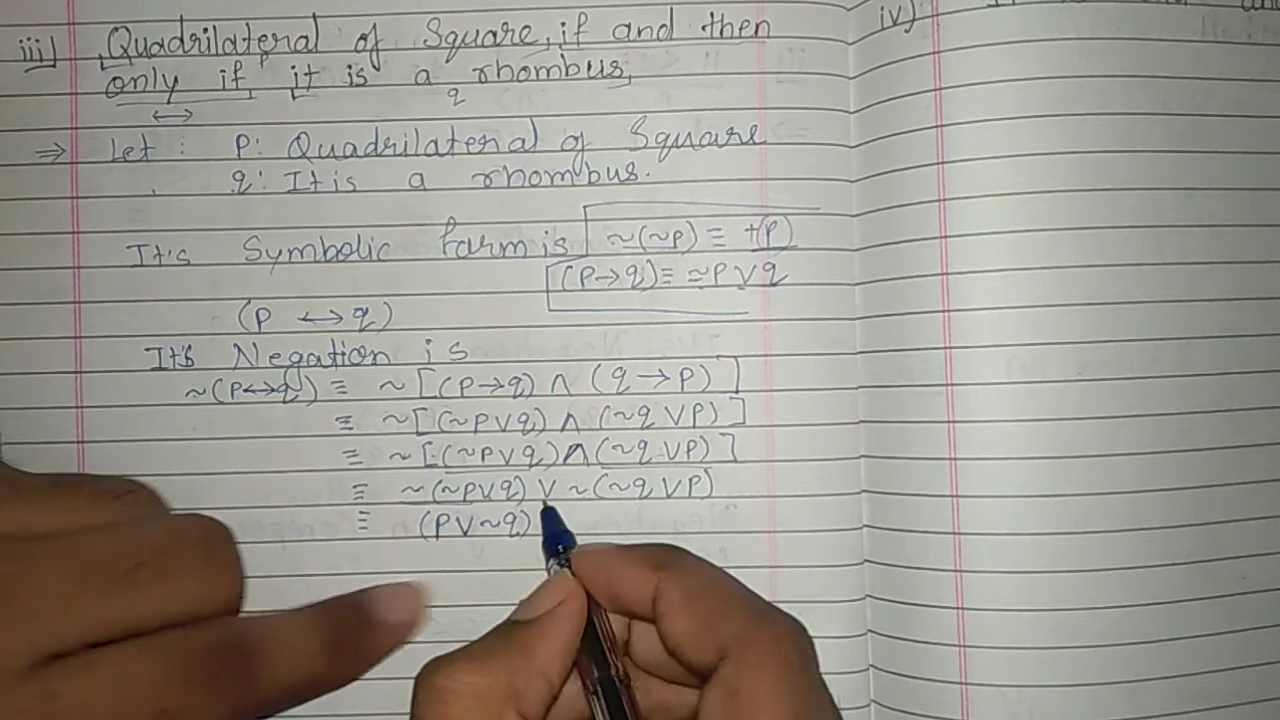 iii) Quadrilateral of Square, if and then
only if it is a rhombus,
p
q
↔
⇒ Let : P: Quadrilateral of Square
q: It is a rhombus.
It's Symbolic form is
~(~p) ≡ +(P)
(P→q) ≡ ~P∨q
(P ↔ q)
It's Negation is
~(P↔q) ≡ ~[(P→q) ∧ (q→P)]
≡ ~[(~P∨q) ∧ (~q∨P)]
≡ ~[(~P∨q)∧(~q∨P)]
≡ ~(~P∨q) ∨ ~(~q∨P)
≡ (P∨~q)
iv)